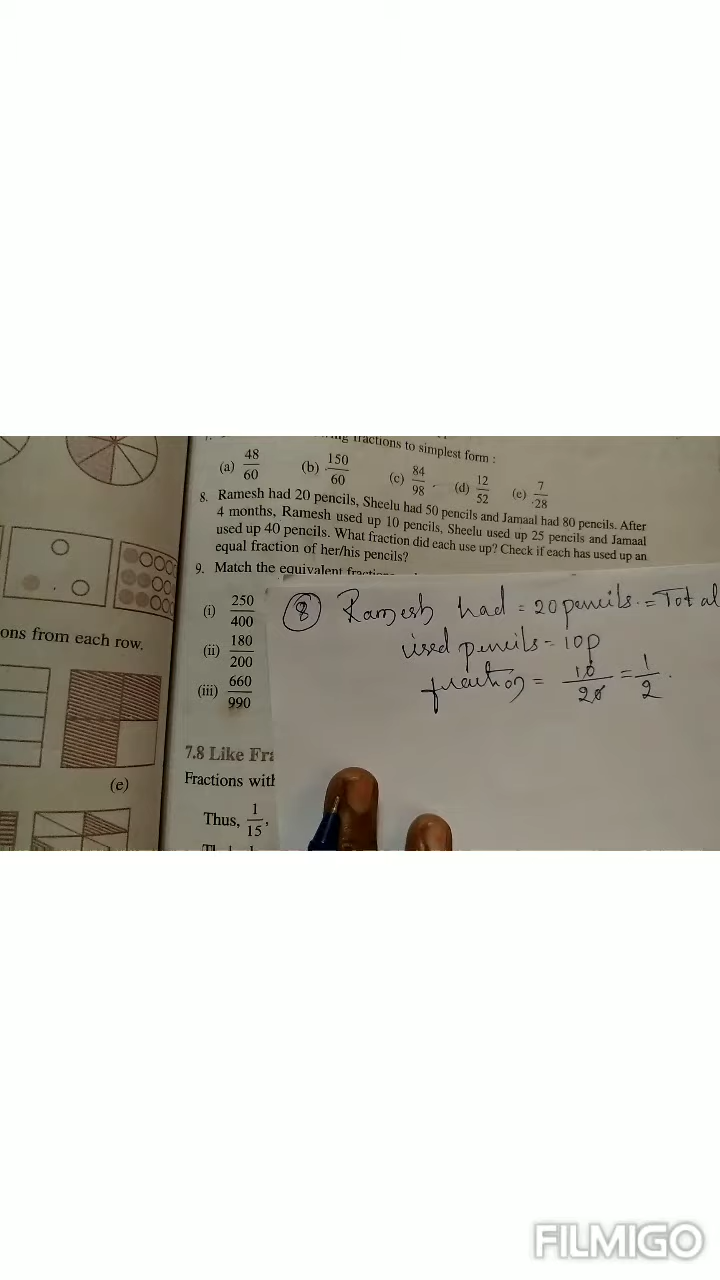 fractions to simplest form :
(a) 48/60 (b) 150/60 (c) 84/98 (d) 12/52 (e) 7/28
8. Ramesh had 20 pencils, Sheelu had 50 pencils and Jamaal had 80 pencils. After
4 months, Ramesh used up 10 pencils, Sheelu used up 25 pencils and Jamaal
used up 40 pencils. What fraction did each use up? Check if each has used up an
equal fraction of her/his pencils?
9. Match the equivalent
(i) 250/400
(ii) 180/200
(iii) 660/990
8 Ramesh had = 20 pencils. = Total
used pencils = 10p
fraction = 10/20 = 1/2.
ons from each row.
(e)
7.8 Like
Fractions with
Thus, 1/15,
FILMIGO